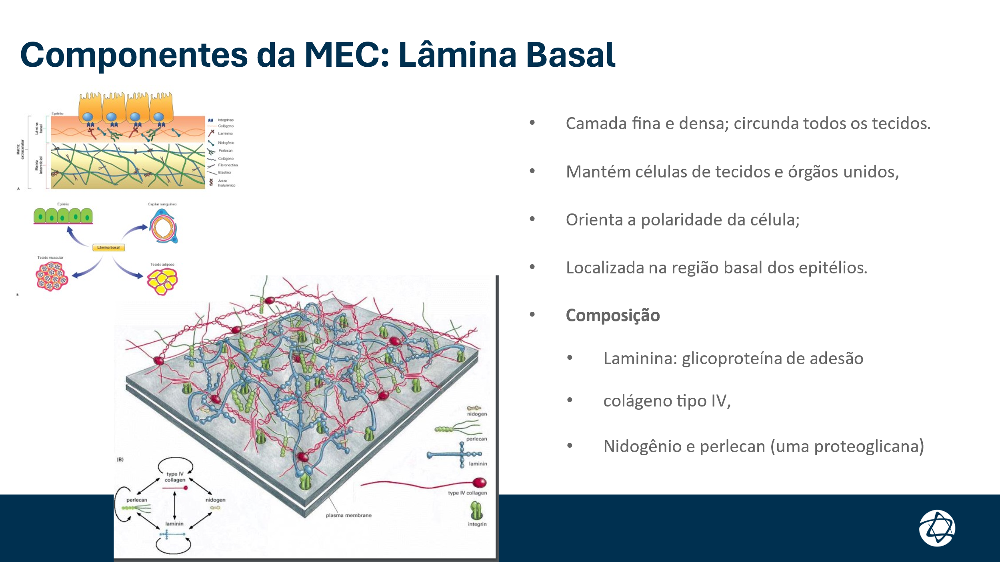 Componentes da MEC: Lâmina Basal
Epitélio
Lâmina basal
Matriz extracelular
Matriz intersticial
Integrinas
Colágeno
Laminina
Nidogênio
Perlecan
Colágeno
Fibronectina
Elastina
Ácido
hialurônico
A
Epitélio
Capilar sanguíneo
Lâmina basal
Tecido muscular
Tecido adiposo
B
nidogen
perlecan
laminin
type IV collagen
integrin
plasma membrane
(B)
type IV
collagen
perlecan
nidogen
laminin
• Camada fina e densa; circunda todos os tecidos.
• Mantém células de tecidos e órgãos unidos,
• Orienta a polaridade da célula;
• Localizada na região basal dos epitélios.
• Composição
• Laminina: glicoproteína de adesão
• colágeno tipo IV,
• Nidogênio e perlecan (uma proteoglicana)